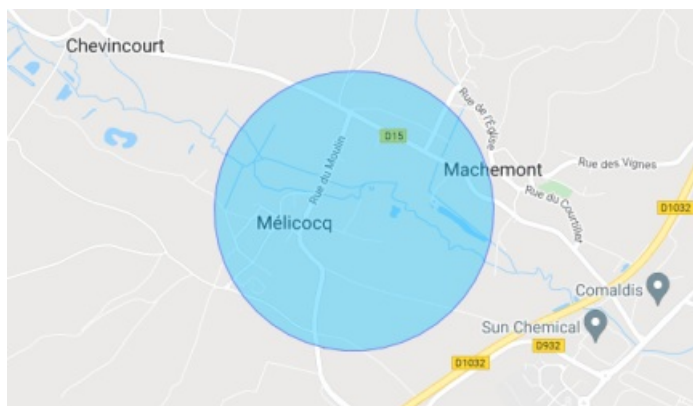 Chevincourt
Rue de l'Église
D15
Rue du Moulin
Machemont
Rue des Vignes
Rue du Courtillier
D1032
Mélicocq
Comaldis
Sun Chemical
D932
D1032